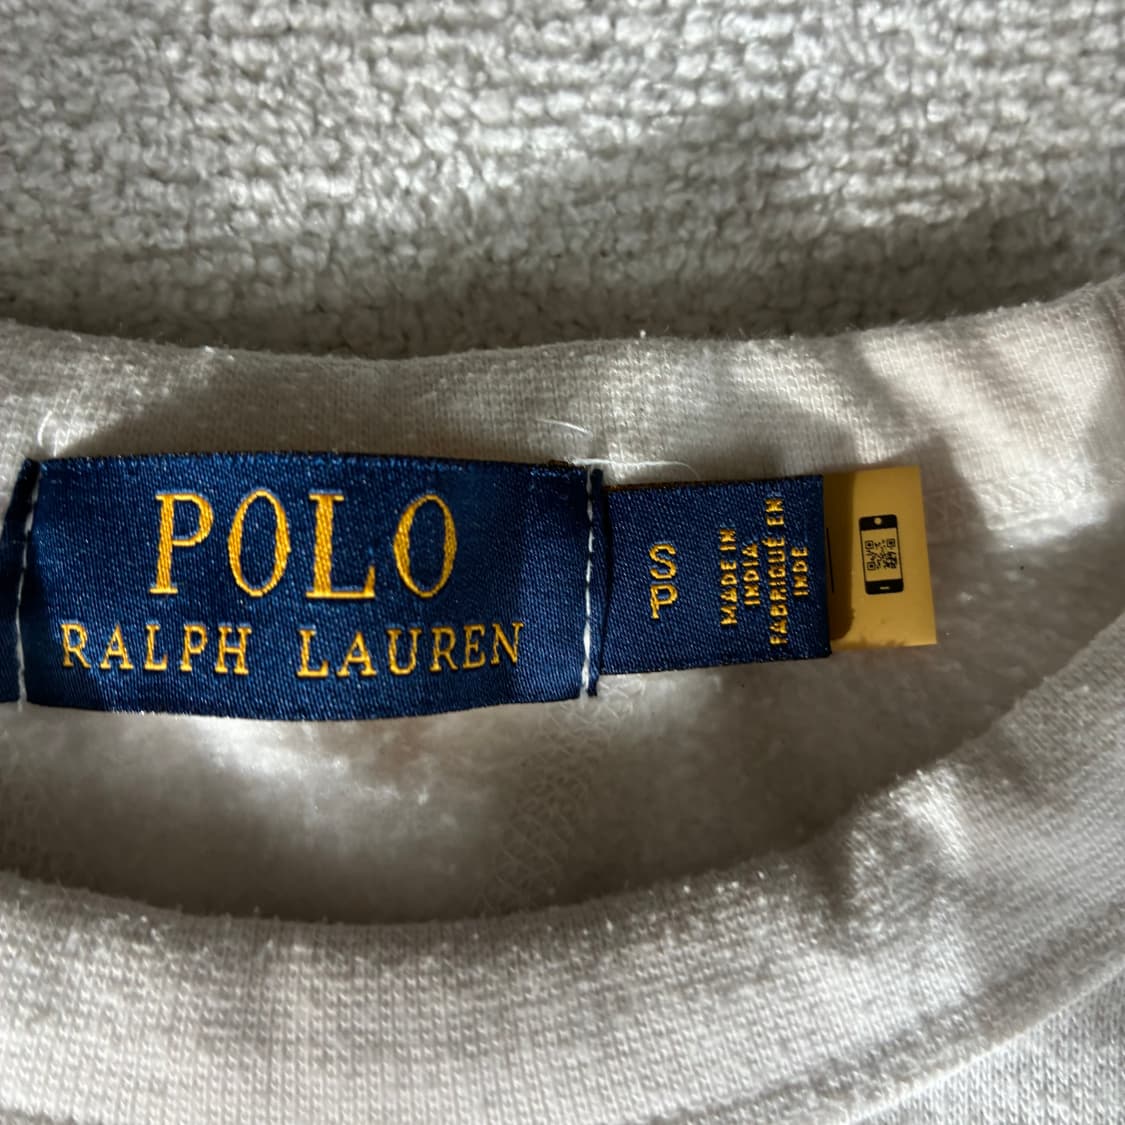 POLO
RALPH LAUREN
S
P
MADE IN
INDIA
FABRIQUÉ EN
INDE